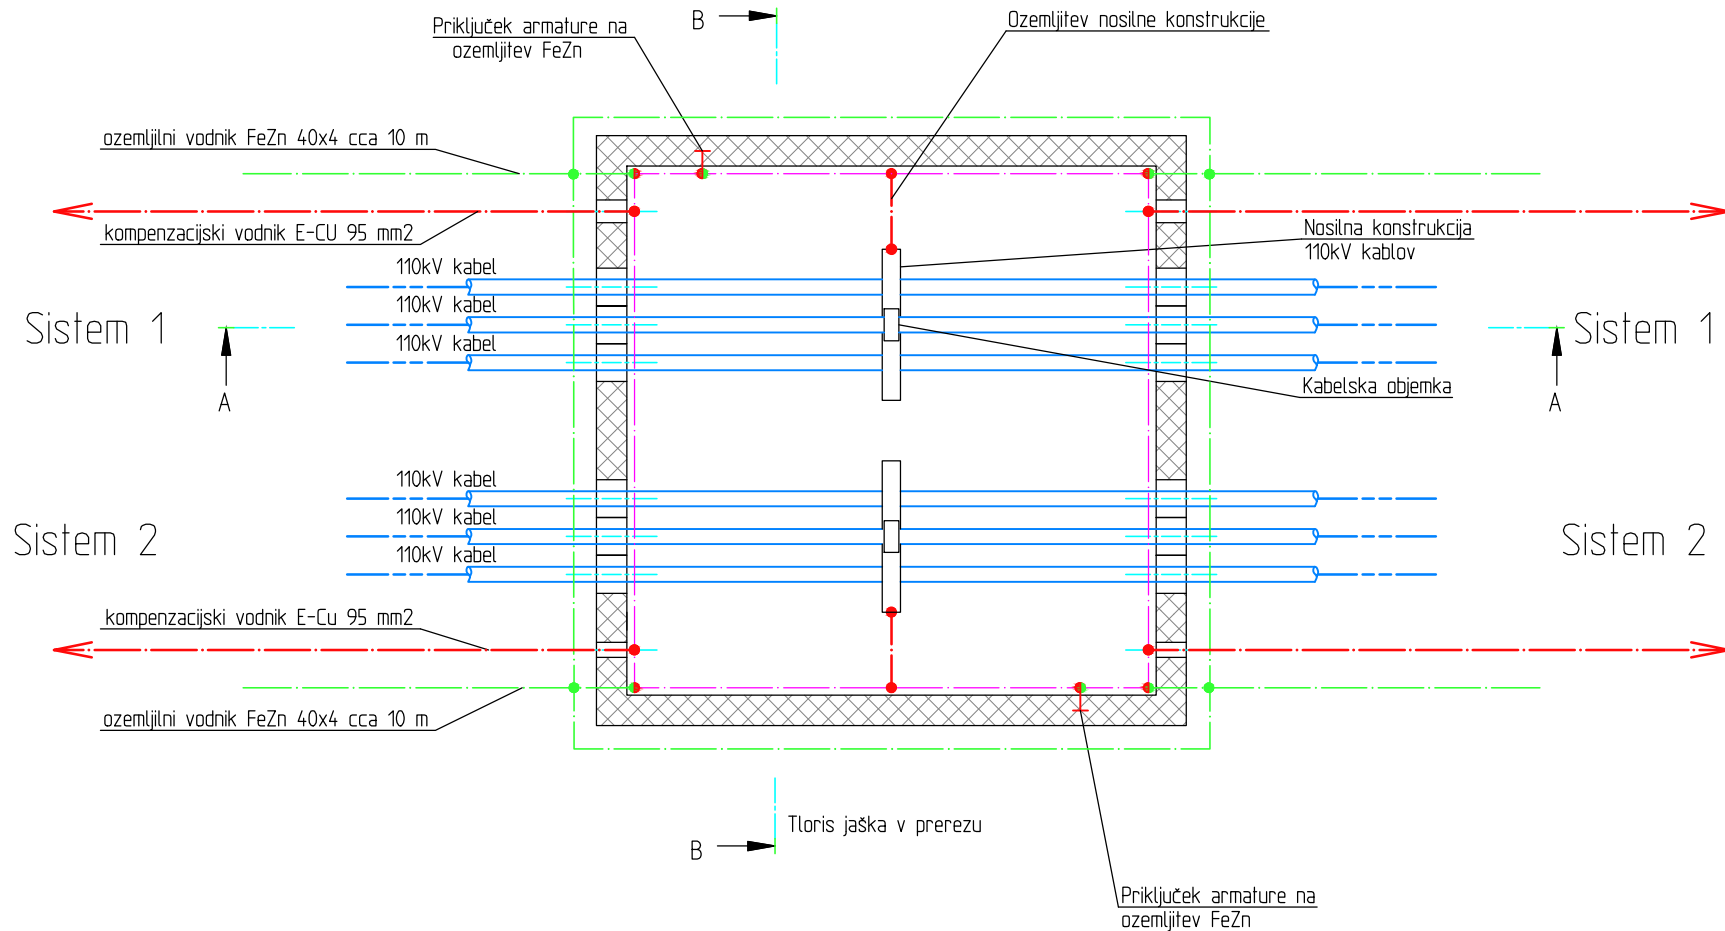 B
Priključek armature na
ozemljitev FeZn
Ozemljitev nosilne konstrukcije
ozemljilni vodnik FeZn 40x4 cca 10 m
kompenzacijski vodnik E-CU 95 mm2
Nosilna konstrukcija
110kV kablov
110kV kabel
110kV kabel
110kV kabel
Sistem 1
Sistem 1
A
A
Kabelska objemka
110kV kabel
110kV kabel
110kV kabel
Sistem 2
Sistem 2
kompenzacijski vodnik E-Cu 95 mm2
ozemljilni vodnik FeZn 40x4 cca 10 m
Tloris jaška v prerezu
B
Priključek armature na
ozemljitev FeZn